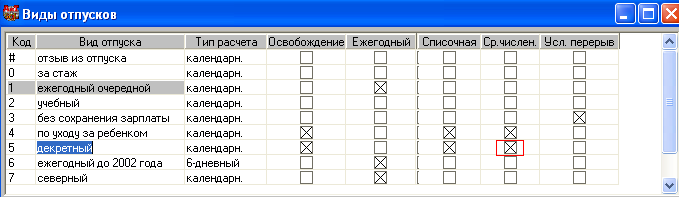 Виды отпусков
Код Вид отпуска Тип расчета Освобождение Ежегодный Списочная Ср.числен. Усл. перерыв
# отзыв из отпуска календарн.
0 за стаж календарн.
1 ежегодный очередной календарн.
2 учебный календарн.
3 без сохранения зарплаты календарн.
4 по уходу за ребенком календарн.
5 декретный календарн.
6 ежегодный до 2002 года 6-дневный
7 северный календарн.